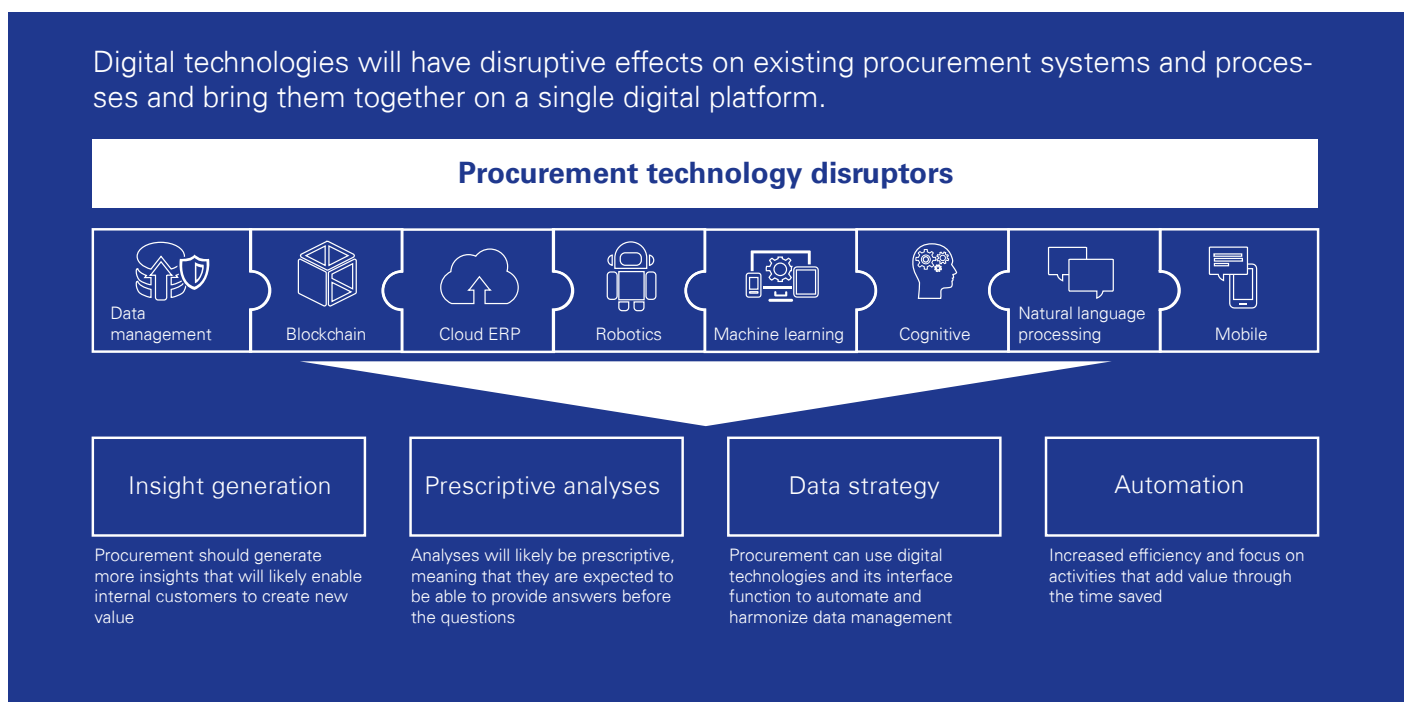 Digital technologies will have disruptive effects on existing procurement systems and proces-
ses and bring them together on a single digital platform.
Procurement technology disruptors
Data
management
Blockchain
Cloud ERP
Robotics
Machine learning
Cognitive
Natural language
processing
Mobile
Insight generation
Procurement should generate
more insights that will likely enable
internal customers to create new
value
Prescriptive analyses
Analyses will likely be prescriptive,
meaning that they are expected to
be able to provide answers before
the questions
Data strategy
Procurement can use digital
technologies and its interface
function to automate and
harmonize data management
Automation
Increased efficiency and focus on
activities that add value through
the time saved